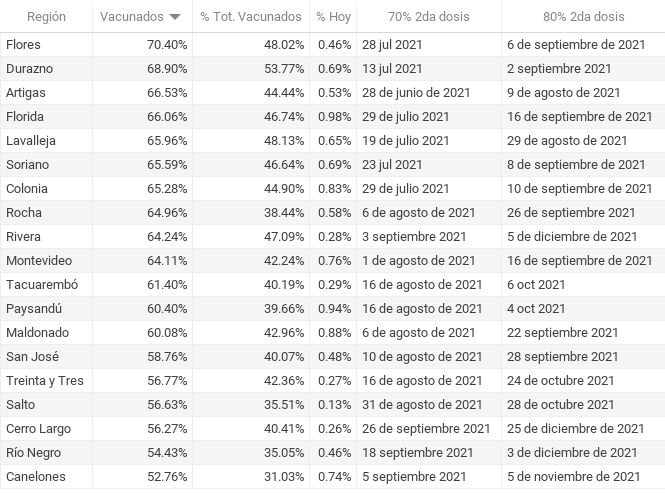 Región Vacunados % Tot. Vacunados % Hoy 70% 2da dosis 80% 2da dosis
Flores 70.40% 48.02% 0.46% 28 jul 2021 6 de septiembre de 2021
Durazno 68.90% 53.77% 0.69% 13 jul 2021 2 septiembre 2021
Artigas 66.53% 44.44% 0.53% 28 de junio de 2021 9 de agosto de 2021
Florida 66.06% 46.74% 0.98% 29 de julio 2021 16 de septiembre de 2021
Lavalleja 65.96% 48.13% 0.65% 19 de julio 2021 29 de agosto de 2021
Soriano 65.59% 46.64% 0.69% 23 jul 2021 8 de septiembre de 2021
Colonia 65.28% 44.90% 0.83% 29 de julio 2021 10 de septiembre de 2021
Rocha 64.96% 38.44% 0.58% 6 de agosto de 2021 26 de septiembre de 2021
Rivera 64.24% 47.09% 0.28% 3 septiembre 2021 5 de diciembre de 2021
Montevideo 64.11% 42.24% 0.76% 1 de agosto de 2021 16 de septiembre de 2021
Tacuarembó 61.40% 40.19% 0.29% 16 de agosto de 2021 6 oct 2021
Paysandú 60.40% 39.66% 0.94% 16 de agosto de 2021 4 oct 2021
Maldonado 60.08% 42.96% 0.88% 6 de agosto de 2021 22 septiembre 2021
San José 58.76% 40.07% 0.48% 10 de agosto de 2021 28 septiembre 2021
Treinta y Tres 56.77% 42.36% 0.27% 16 de agosto de 2021 24 de octubre 2021
Salto 56.63% 35.51% 0.13% 31 de agosto de 2021 28 de octubre 2021
Cerro Largo 56.27% 40.41% 0.26% 26 de septiembre de 2021 25 de diciembre de 2021
Río Negro 54.43% 35.05% 0.46% 18 septiembre 2021 3 de diciembre de 2021
Canelones 52.76% 31.03% 0.74% 5 septiembre 2021 5 de noviembre de 2021